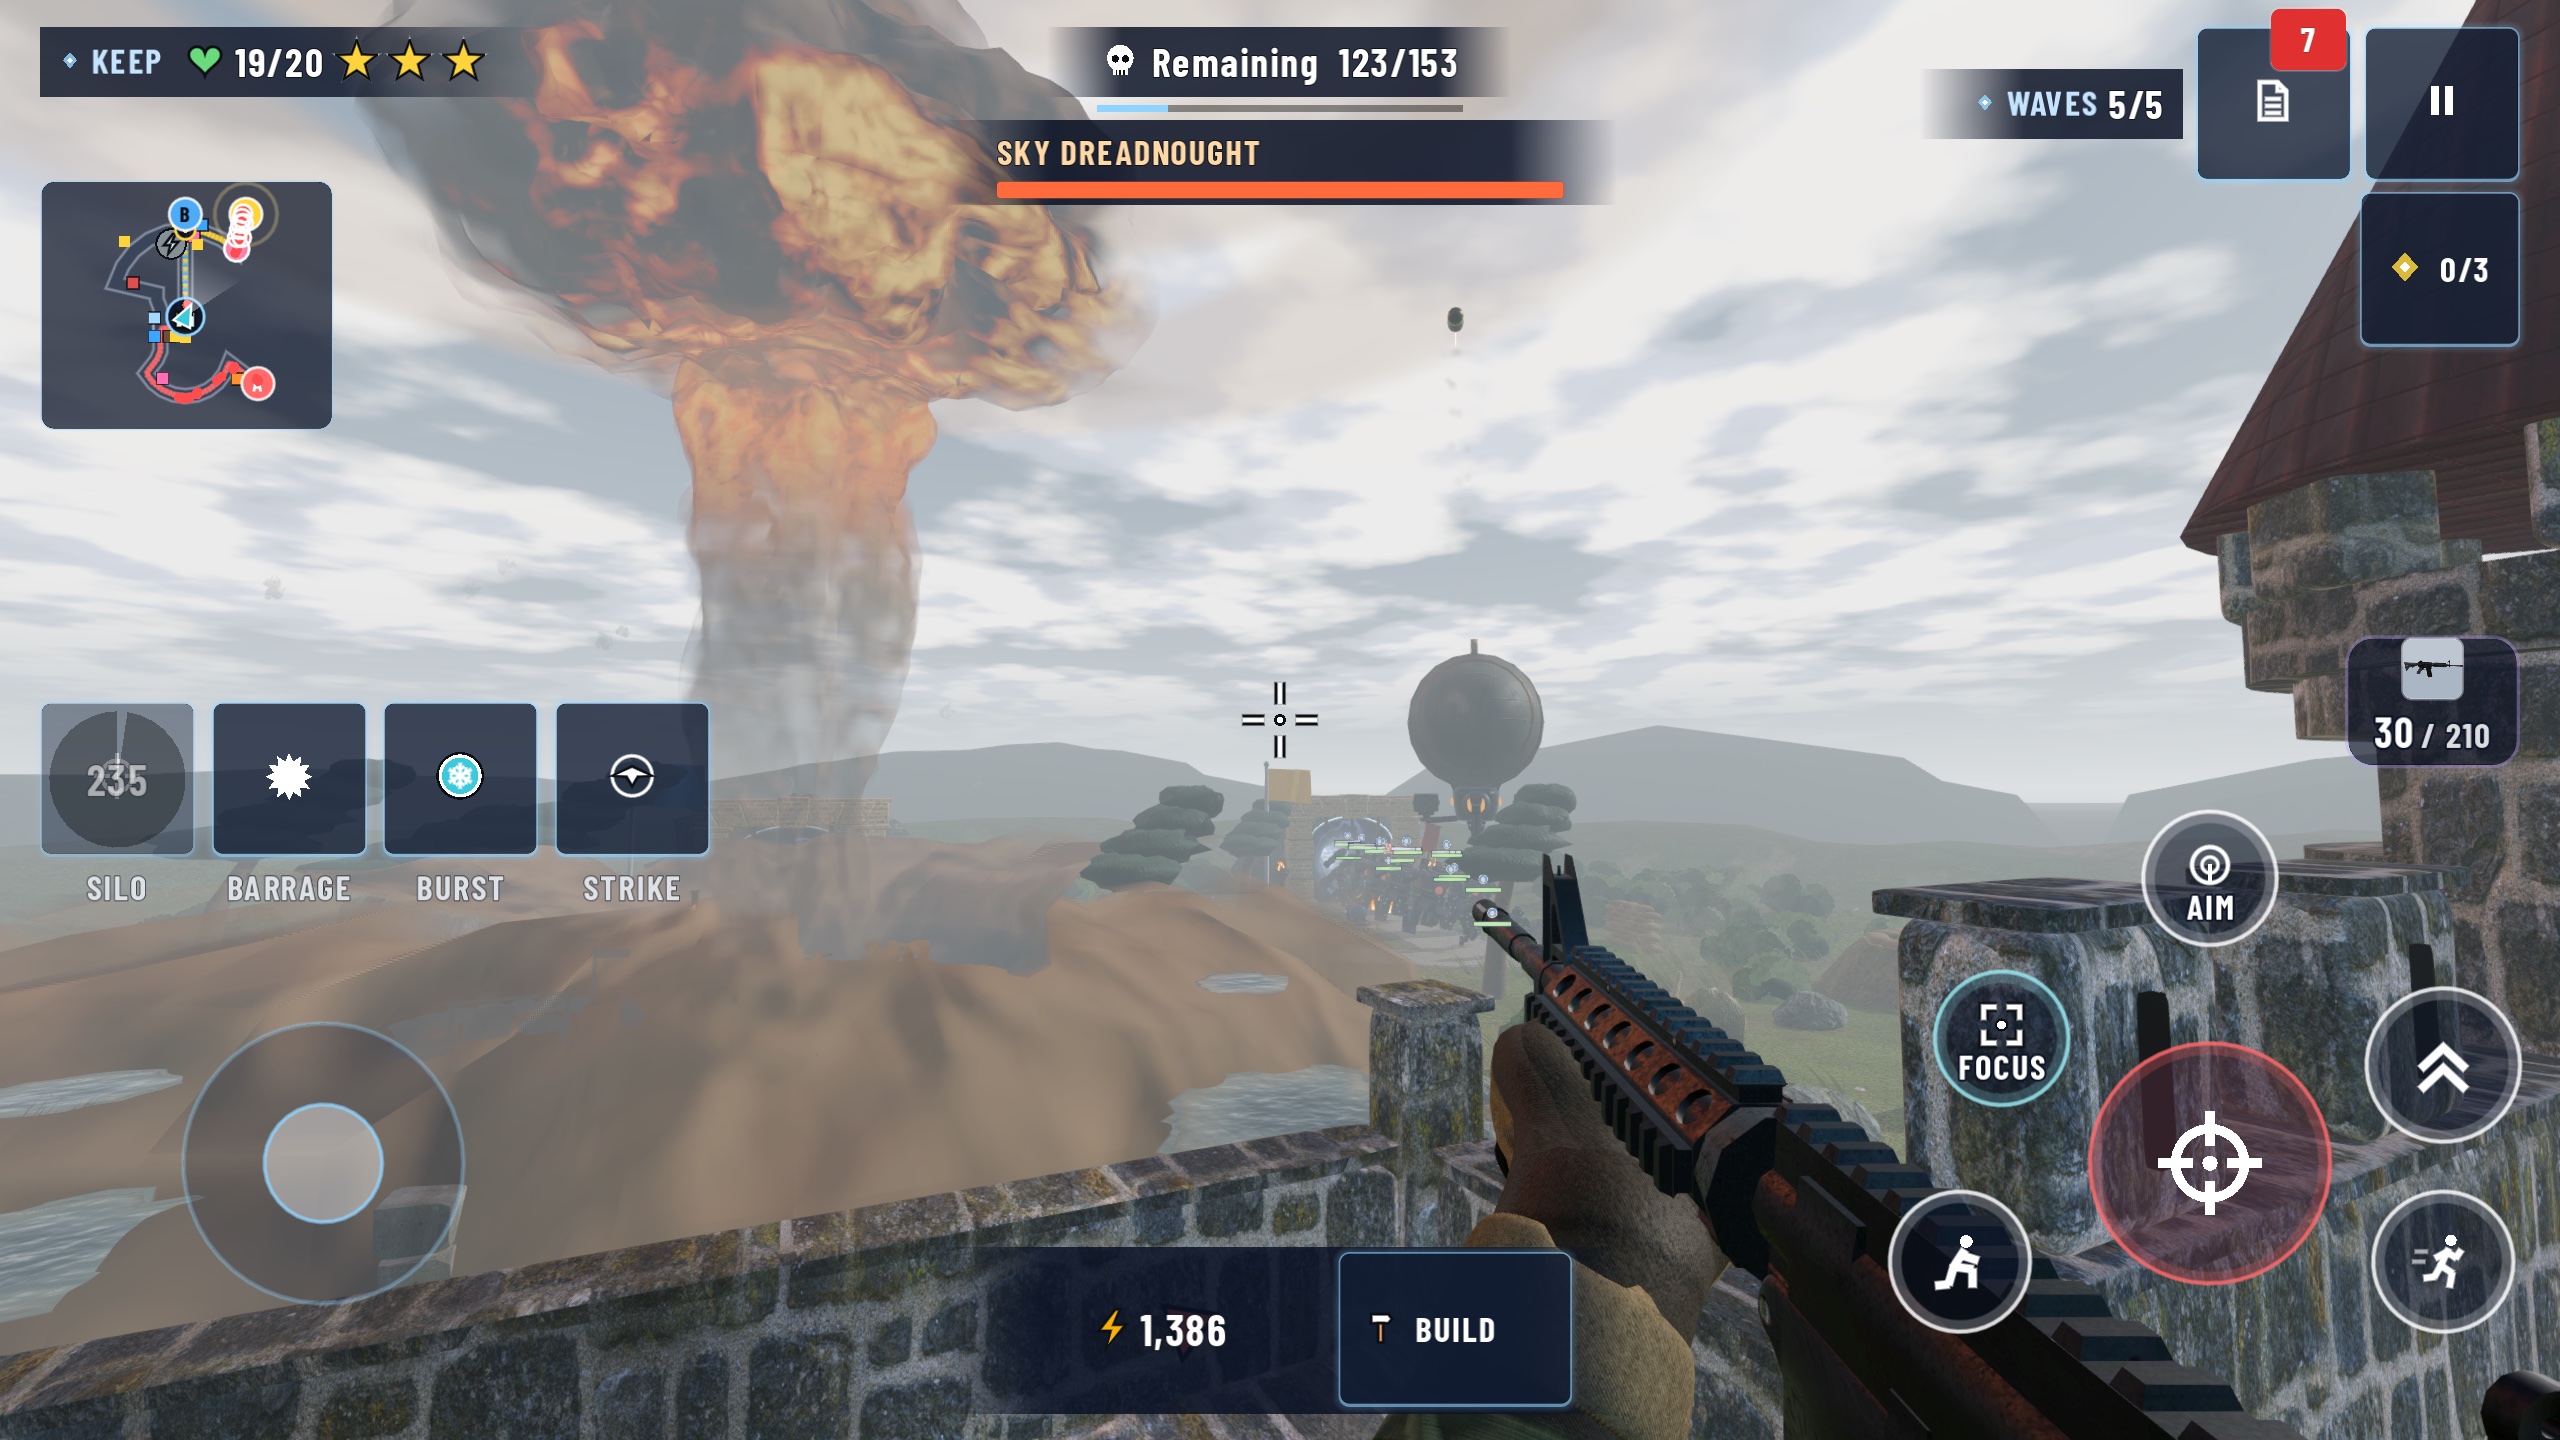 KEEP 19/20
Remaining 123/153
7
WAVES 5/5
SKY DREADNOUGHT
B
0/3
30 / 210
235
SILO
BARRAGE
BURST
STRIKE
AIM
FOCUS
1,386
BUILD